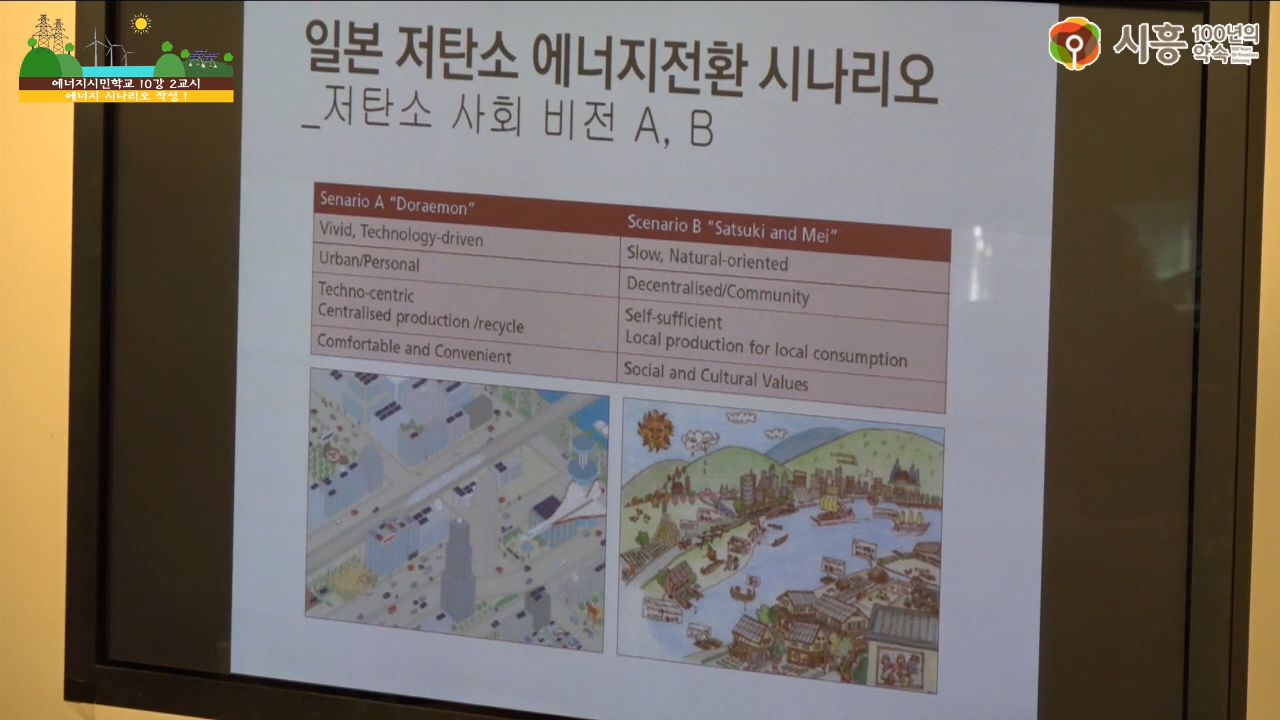 에너지시민학교 10강 2교시
에너지 시나리오 작성 1
시흥 100년의 약속
일본 저탄소 에너지전환 시나리오
_저탄소 사회 비전 A, B
Senario A “Doraemon”
Scenario B “Satsuki and Mei”
Vivid, Technology-driven
Slow, Natural-oriented
Urban/Personal
Decentralised/Community
Techno-centric
Centralised production /recycle
Self-sufficient
Local production for local consumption
Comfortable and Convenient
Social and Cultural Values